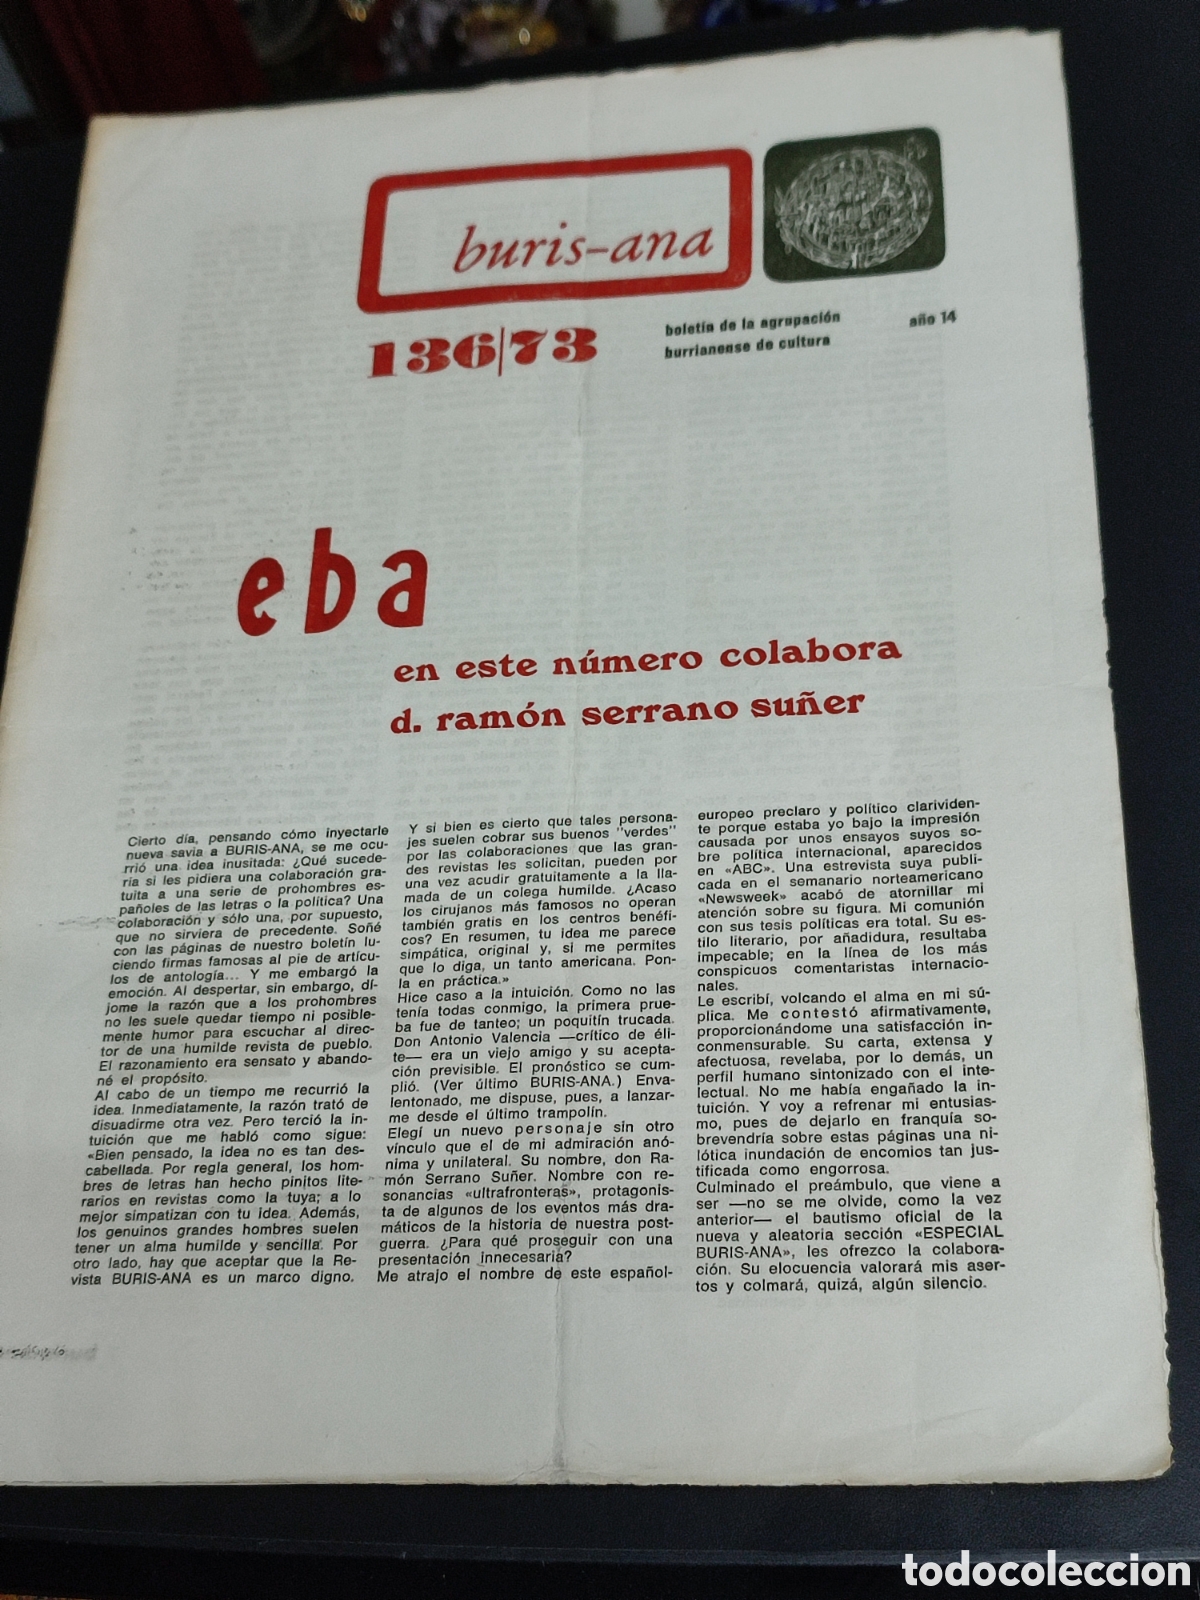 buris-ana
136/73
boletín de la agrupación
burrianense de cultura
año 14
eba
en este número colabora
d. ramón serrano suñer
Cierto día, pensando cómo inyectarle
nueva savia a BURIS-ANA, se me ocu-
rrió una idea inusitada: ¿Qué sucede-
ría si les pidiera una colaboración gra-
tuita a una serie de prohombres es-
pañoles de las letras o la política? Una
colaboración y sólo una, por supuesto,
que no sirviera de precedente. Soñé
con las páginas de nuestro boletín lu-
ciendo firmas famosas al pie de artícu-
los de antología... Y me embargó la
emoción. Al despertar, sin embargo, dí-
jome la razón que a los prohombres
no les suele quedar tiempo ni posible-
mente humor para escuchar al direc-
tor de una humilde revista de pueblo.
El razonamiento era sensato y abando-
né el propósito.
Al cabo de un tiempo me recurrió la
idea. Inmediatamente, la razón trató de
disuadirme otra vez. Pero terció la in-
tuición que me habló como sigue:
«Bien pensado, la idea no es tan des-
cabellada. Por regla general, los hom-
bres de letras han hecho pinitos lite-
rarios en revistas como la tuya; a lo
mejor simpatizan con tu idea. Además,
los genuinos grandes hombres suelen
tener un alma humilde y sencilla. Por
otro lado, hay que aceptar que la Re-
vista BURIS-ANA es un marco digno.
Y si bien es cierto que tales persona-
jes suelen cobrar sus buenos "verdes"
por las colaboraciones que las gran-
des revistas les solicitan, pueden por
una vez acudir gratuitamente a la lla-
mada de un colega humilde. ¿Acaso
los cirujanos más famosos no operan
también gratis en los centros benéfi-
cos? En resumen, tu idea me parece
simpática, original y, si me permites
que lo diga, un tanto americana. Pon-
la en práctica.»
Hice caso a la intuición. Como no las
tenía todas conmigo, la primera prue-
ba fue de tanteo; un poquitín trucada.
Don Antonio Valencia —crítico de éli-
te— era un viejo amigo y su acepta-
ción previsible. El pronóstico se cum-
plió. (Ver último BURIS-ANA.) Enva-
lentonado, me dispuse, pues, a lanzar-
me desde el último trampolín.
Elegí un nuevo personaje sin otro
vínculo que el de mi admiración anó-
nima y unilateral. Su nombre, don Ra-
món Serrano Suñer. Nombre con re-
sonancias «ultrafronteras», protagonis-
ta de algunos de los eventos más dra-
máticos de la historia de nuestra post-
guerra. ¿Para qué proseguir con una
presentación innecesaria?
Me atrajo el nombre de este español-
europeo preclaro y político clarividen-
te porque estaba yo bajo la impresión
causada por unos ensayos suyos so-
bre política internacional, aparecidos
en «ABC». Una estrevista suya publi-
cada en el semanario norteamericano
«Newsweek» acabó de atornillar mi
atención sobre su figura. Mi comunión
con sus tesis políticas era total. Su es-
tilo literario, por añadidura, resultaba
impecable; en la línea de los más
conspicuos comentaristas internacio-
nales.
Le escribí, volcando el alma en mi sú-
plica. Me contestó afirmativamente,
proporcionándome una satisfacción in-
conmensurable. Su carta, extensa y
afectuosa, revelaba, por lo demás, un
perfil humano sintonizado con el inte-
lectual. No me había engañado la in-
tuición. Y voy a refrenar mi entusias-
mo, pues de dejarlo en franquía so-
brevendría sobre estas páginas una ni-
lótica inundación de encomios tan jus-
tificada como engorrosa.
Culminado el preámbulo, que viene a
ser —no se me olvide, como la vez
anterior— el bautismo oficial de la
nueva y aleatoria sección «ESPECIAL
BURIS-ANA», les ofrezco la colabora-
ción. Su elocuencia valorará mis aser-
tos y colmará, quizá, algún silencio.
todocoleccion